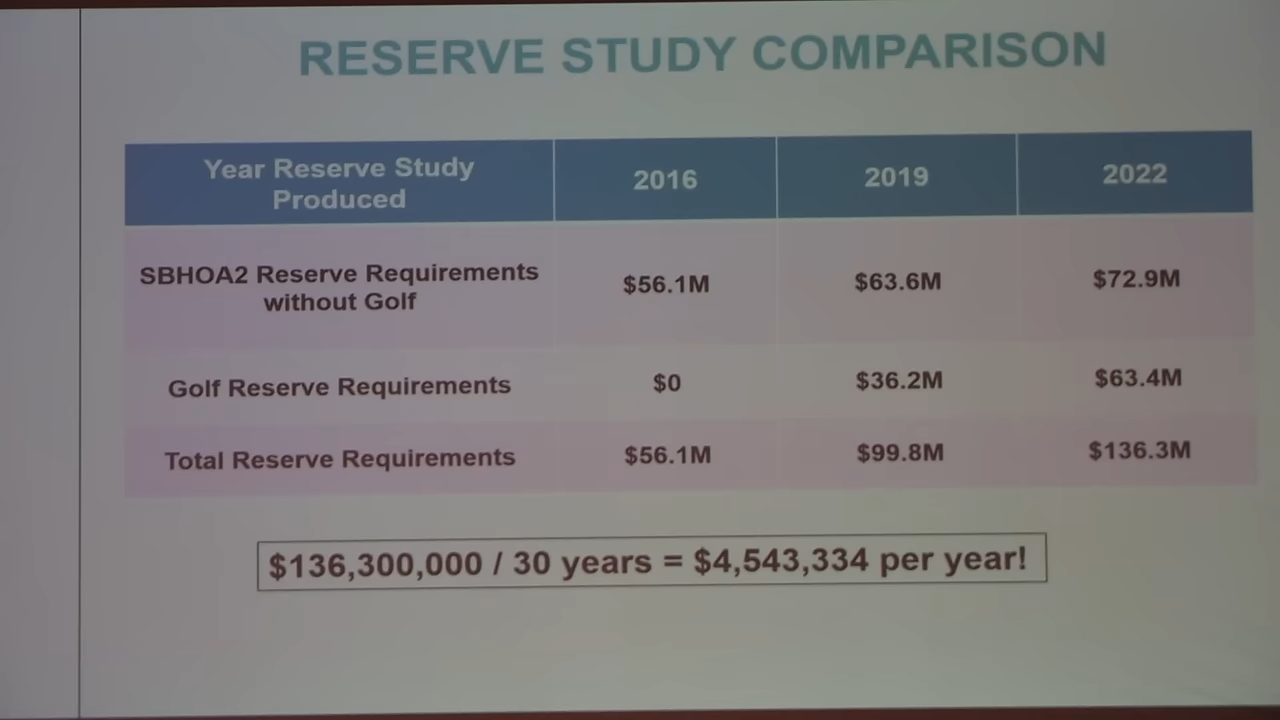 RESERVE STUDY COMPARISON
Year Reserve Study
Produced
2016
2019
2022
SBHOA2 Reserve Requirements
without Golf
$56.1M
$63.6M
$72.9M
Golf Reserve Requirements
$0
$36.2M
$63.4M
Total Reserve Requirements
$56.1M
$99.8M
$136.3M
$136,300,000 / 30 years = $4,543,334 per year!